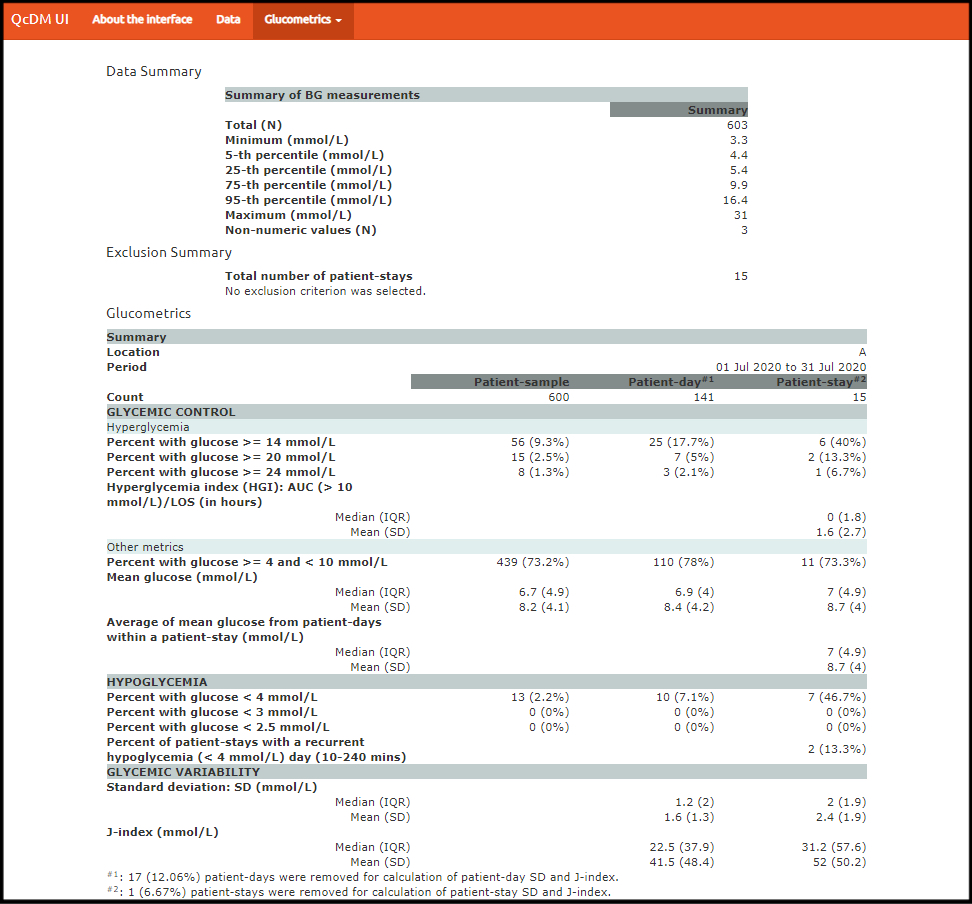 QcDM UI About the interface Data Glucometrics
Data Summary
Summary of BG measurements
Summary
Total (N) 603
Minimum (mmol/L) 3.3
5-th percentile (mmol/L) 4.4
25-th percentile (mmol/L) 5.4
75-th percentile (mmol/L) 9.9
95-th percentile (mmol/L) 16.4
Maximum (mmol/L) 31
Non-numeric values (N) 3
Exclusion Summary
Total number of patient-stays 15
No exclusion criterion was selected.
Glucometrics
Summary
Location A
Period 01 Jul 2020 to 31 Jul 2020
Patient-sample Patient-day#1 Patient-stay#2
Count 600 141 15
GLYCEMIC CONTROL
Hyperglycemia
Percent with glucose >= 14 mmol/L 56 (9.3%) 25 (17.7%) 6 (40%)
Percent with glucose >= 20 mmol/L 15 (2.5%) 7 (5%) 2 (13.3%)
Percent with glucose >= 24 mmol/L 8 (1.3%) 3 (2.1%) 1 (6.7%)
Hyperglycemia index (HGI): AUC (> 10
mmol/L)/LOS (in hours)
Median (IQR) 0 (1.8)
Mean (SD) 1.6 (2.7)
Other metrics
Percent with glucose >= 4 and < 10 mmol/L 439 (73.2%) 110 (78%) 11 (73.3%)
Mean glucose (mmol/L)
Median (IQR) 6.7 (4.9) 6.9 (4) 7 (4.9)
Mean (SD) 8.2 (4.1) 8.4 (4.2) 8.7 (4)
Average of mean glucose from patient-days
within a patient-stay (mmol/L)
Median (IQR) 7 (4.9)
Mean (SD) 8.7 (4)
HYPOGLYCEMIA
Percent with glucose < 4 mmol/L 13 (2.2%) 10 (7.1%) 7 (46.7%)
Percent with glucose < 3 mmol/L 0 (0%) 0 (0%) 0 (0%)
Percent with glucose < 2.5 mmol/L 0 (0%) 0 (0%) 0 (0%)
Percent of patient-stays with a recurrent
hypoglycemia (< 4 mmol/L) day (10-240 mins) 2 (13.3%)
GLYCEMIC VARIABILITY
Standard deviation: SD (mmol/L)
Median (IQR) 1.2 (2) 2 (1.9)
Mean (SD) 1.6 (1.3) 2.4 (1.9)
J-index (mmol/L)
Median (IQR) 22.5 (37.9) 31.2 (57.6)
Mean (SD) 41.5 (48.4) 52 (50.2)
#1: 17 (12.06%) patient-days were removed for calculation of patient-day SD and J-index.
#2: 1 (6.67%) patient-stays were removed for calculation of patient-stay SD and J-index.